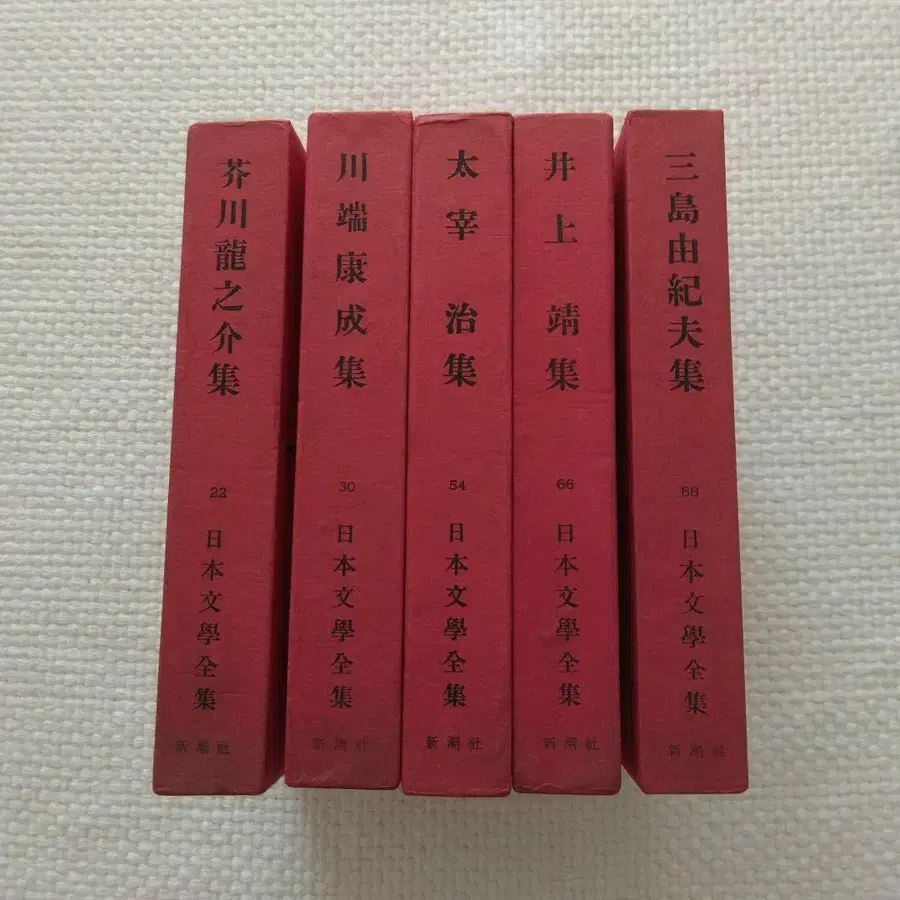 芥川龍之介集
22
日本文學全集
新潮社
川端康成集
30
日本文學全集
新潮社
太宰 治集
54
日本文學全集
新潮社
井上 靖集
66
日本文學全集
新潮社
三島由紀夫集
68
日本文學全集
新潮社